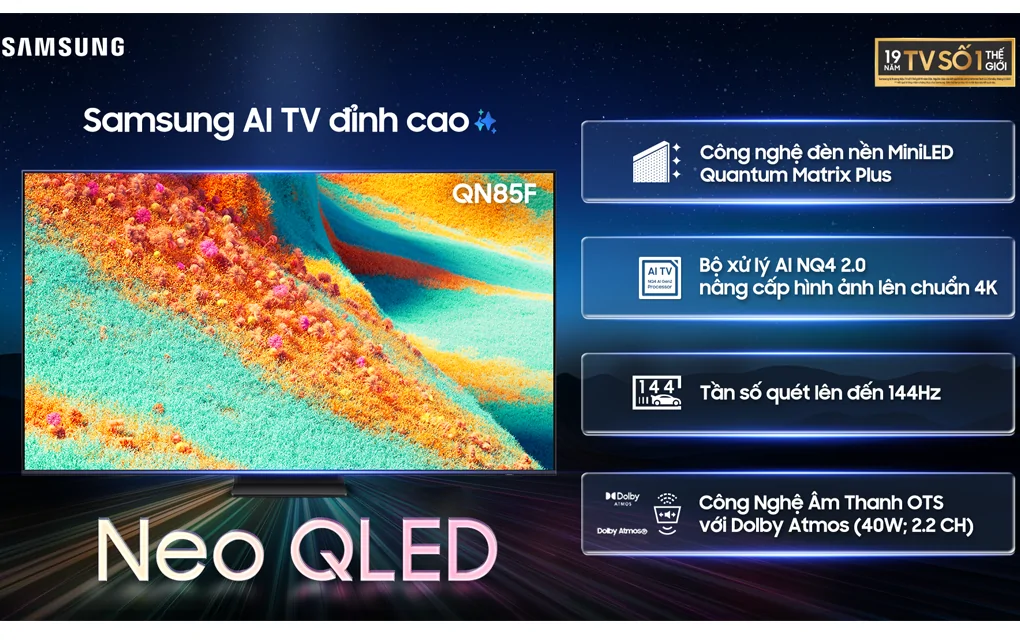 SAMSUNG
19 NĂM TV SỐ 1 THẾ GIỚI
Samsung AI TV đỉnh cao
QN85F
Neo QLED
Công nghệ đèn nền MiniLED
Quantum Matrix Plus
AI TV
NQ4 AI Gen2
Processor
Bộ xử lý AI NQ4 2.0
nâng cấp hình ảnh lên chuẩn 4K
144
Tần số quét lên đến 144Hz
Dolby
ATMOS
Dolby Atmos
Công Nghệ Âm Thanh OTS
với Dolby Atmos (40W; 2.2 CH)